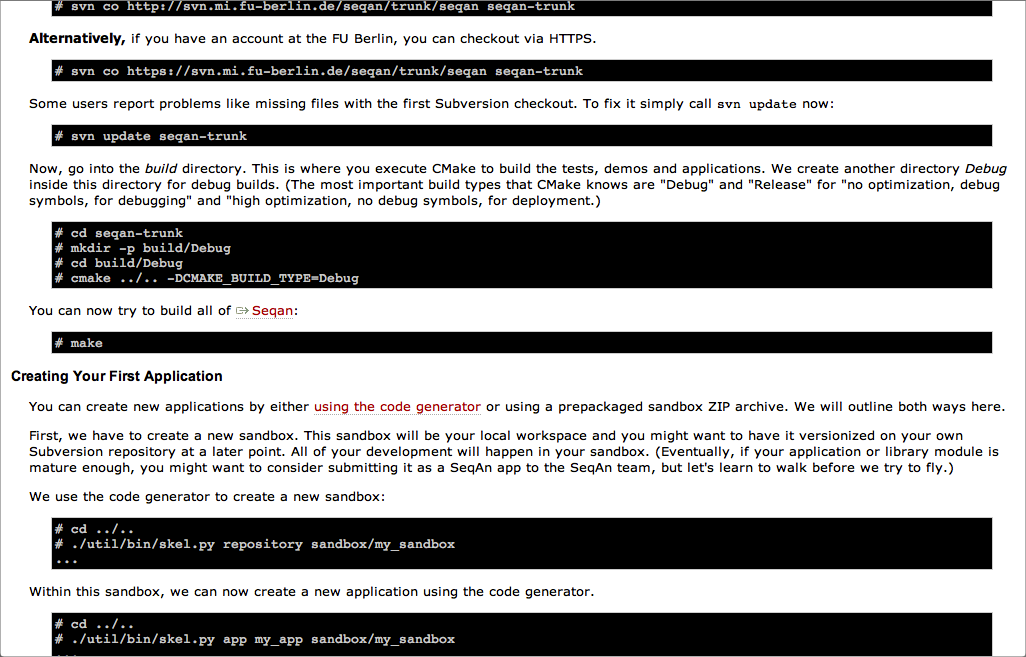 # svn co http://svn.mi.fu-berlin.de/seqan/trunk/seqan seqan-trunk
Alternatively, if you have an account at the FU Berlin, you can checkout via HTTPS.
# svn co https://svn.mi.fu-berlin.de/seqan/trunk/seqan seqan-trunk
Some users report problems like missing files with the first Subversion checkout. To fix it simply call svn update now:
# svn update seqan-trunk
Now, go into the build directory. This is where you execute CMake to build the tests, demos and applications. We create another directory Debug
inside this directory for debug builds. (The most important build types that CMake knows are "Debug" and "Release" for "no optimization, debug
symbols, for debugging" and "high optimization, no debug symbols, for deployment.)
# cd seqan-trunk
# mkdir -p build/Debug
# cd build/Debug
# cmake ../.. -DCMAKE_BUILD_TYPE=Debug
You can now try to build all of Seqan:
# make
Creating Your First Application
You can create new applications by either using the code generator or using a prepackaged sandbox ZIP archive. We will outline both ways here.
First, we have to create a new sandbox. This sandbox will be your local workspace and you might want to have it versionized on your own
Subversion repository at a later point. All of your development will happen in your sandbox. (Eventually, if your application or library module is
mature enough, you might want to consider submitting it as a SeqAn app to the SeqAn team, but let's learn to walk before we try to fly.)
We use the code generator to create a new sandbox:
# cd ../..
# ./util/bin/skel.py repository sandbox/my_sandbox
...
Within this sandbox, we can now create a new application using the code generator.
# cd ../..
# ./util/bin/skel.py app my_app sandbox/my_sandbox
...